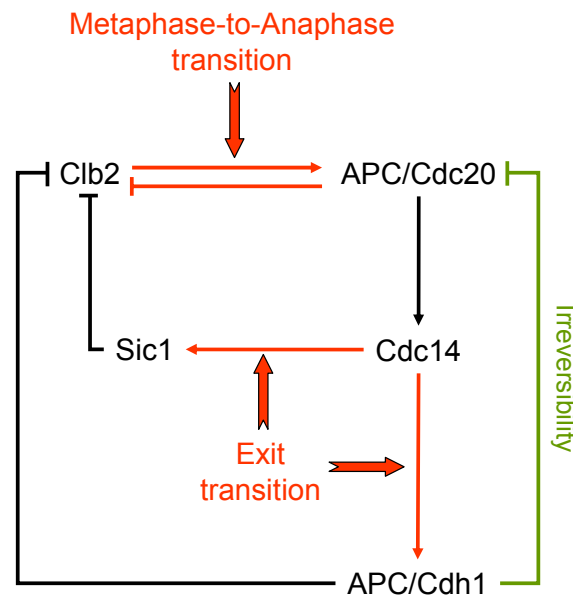 Metaphase-to-Anaphase
transition
Clb2
APC/Cdc20
Sic1
Cdc14
Irreversibility
Exit
transition
APC/Cdh1